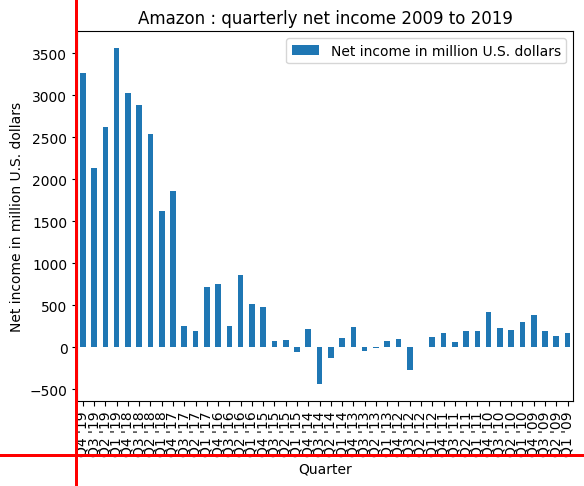 Amazon : quarterly net income 2009 to 2019
Net income in million U.S. dollars
Net income in million U.S. dollars
3500
3000
2500
2000
1500
1000
500
0
−500
Q4 '19
Q3 '19
Q2 '19
Q1 '19
Q4 '18
Q3 '18
Q2 '18
Q1 '18
Q4 '17
Q3 '17
Q2 '17
Q1 '17
Q4 '16
Q3 '16
Q2 '16
Q1 '16
Q4 '15
Q3 '15
Q2 '15
Q1 '15
Q4 '14
Q3 '14
Q2 '14
Q1 '14
Q4 '13
Q3 '13
Q2 '13
Q1 '13
Q4 '12
Q3 '12
Q2 '12
Q1 '12
Q4 '11
Q3 '11
Q2 '11
Q1 '11
Q4 '10
Q3 '10
Q2 '10
Q1 '10
Q4 '09
Q3 '09
Q2 '09
Q1 '09
Quarter